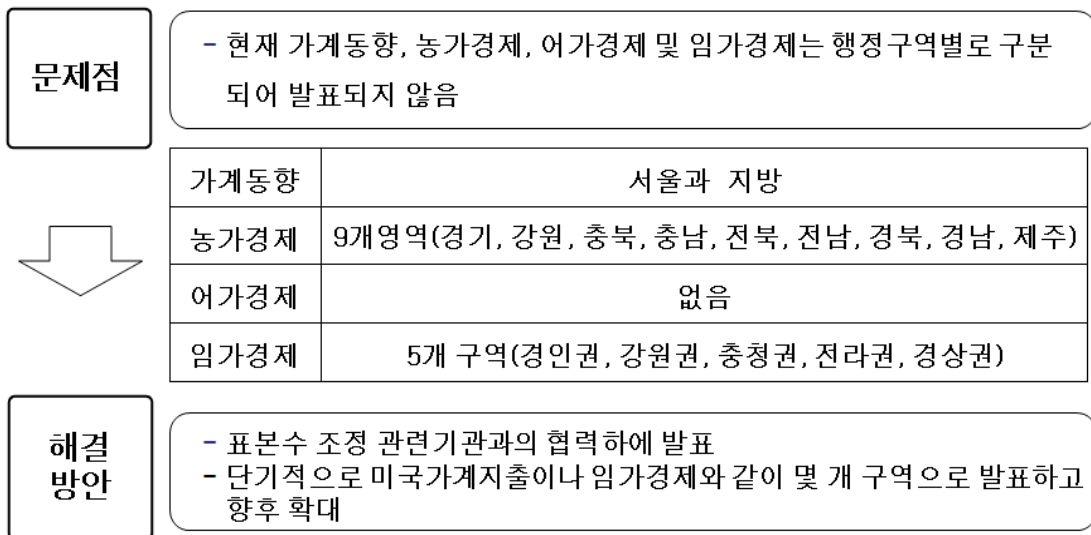 문제점
- 현재 가계동향, 농가경제, 어가경제 및 임가경제는 행정구역별로 구분
되어 발표되지 않음
가계동향 서울과 지방
농가경제 9개영역(경기, 강원, 충북, 충남, 전북, 전남, 경북, 경남, 제주)
어가경제 없음
임가경제 5개 구역(경인권, 강원권, 충청권, 전라권, 경상권)
해결
방안
- 표본수 조정 관련기관과의 협력하에 발표
- 단기적으로 미국가계지출이나 임가경제와 같이 몇 개 구역으로 발표하고
향후 확대